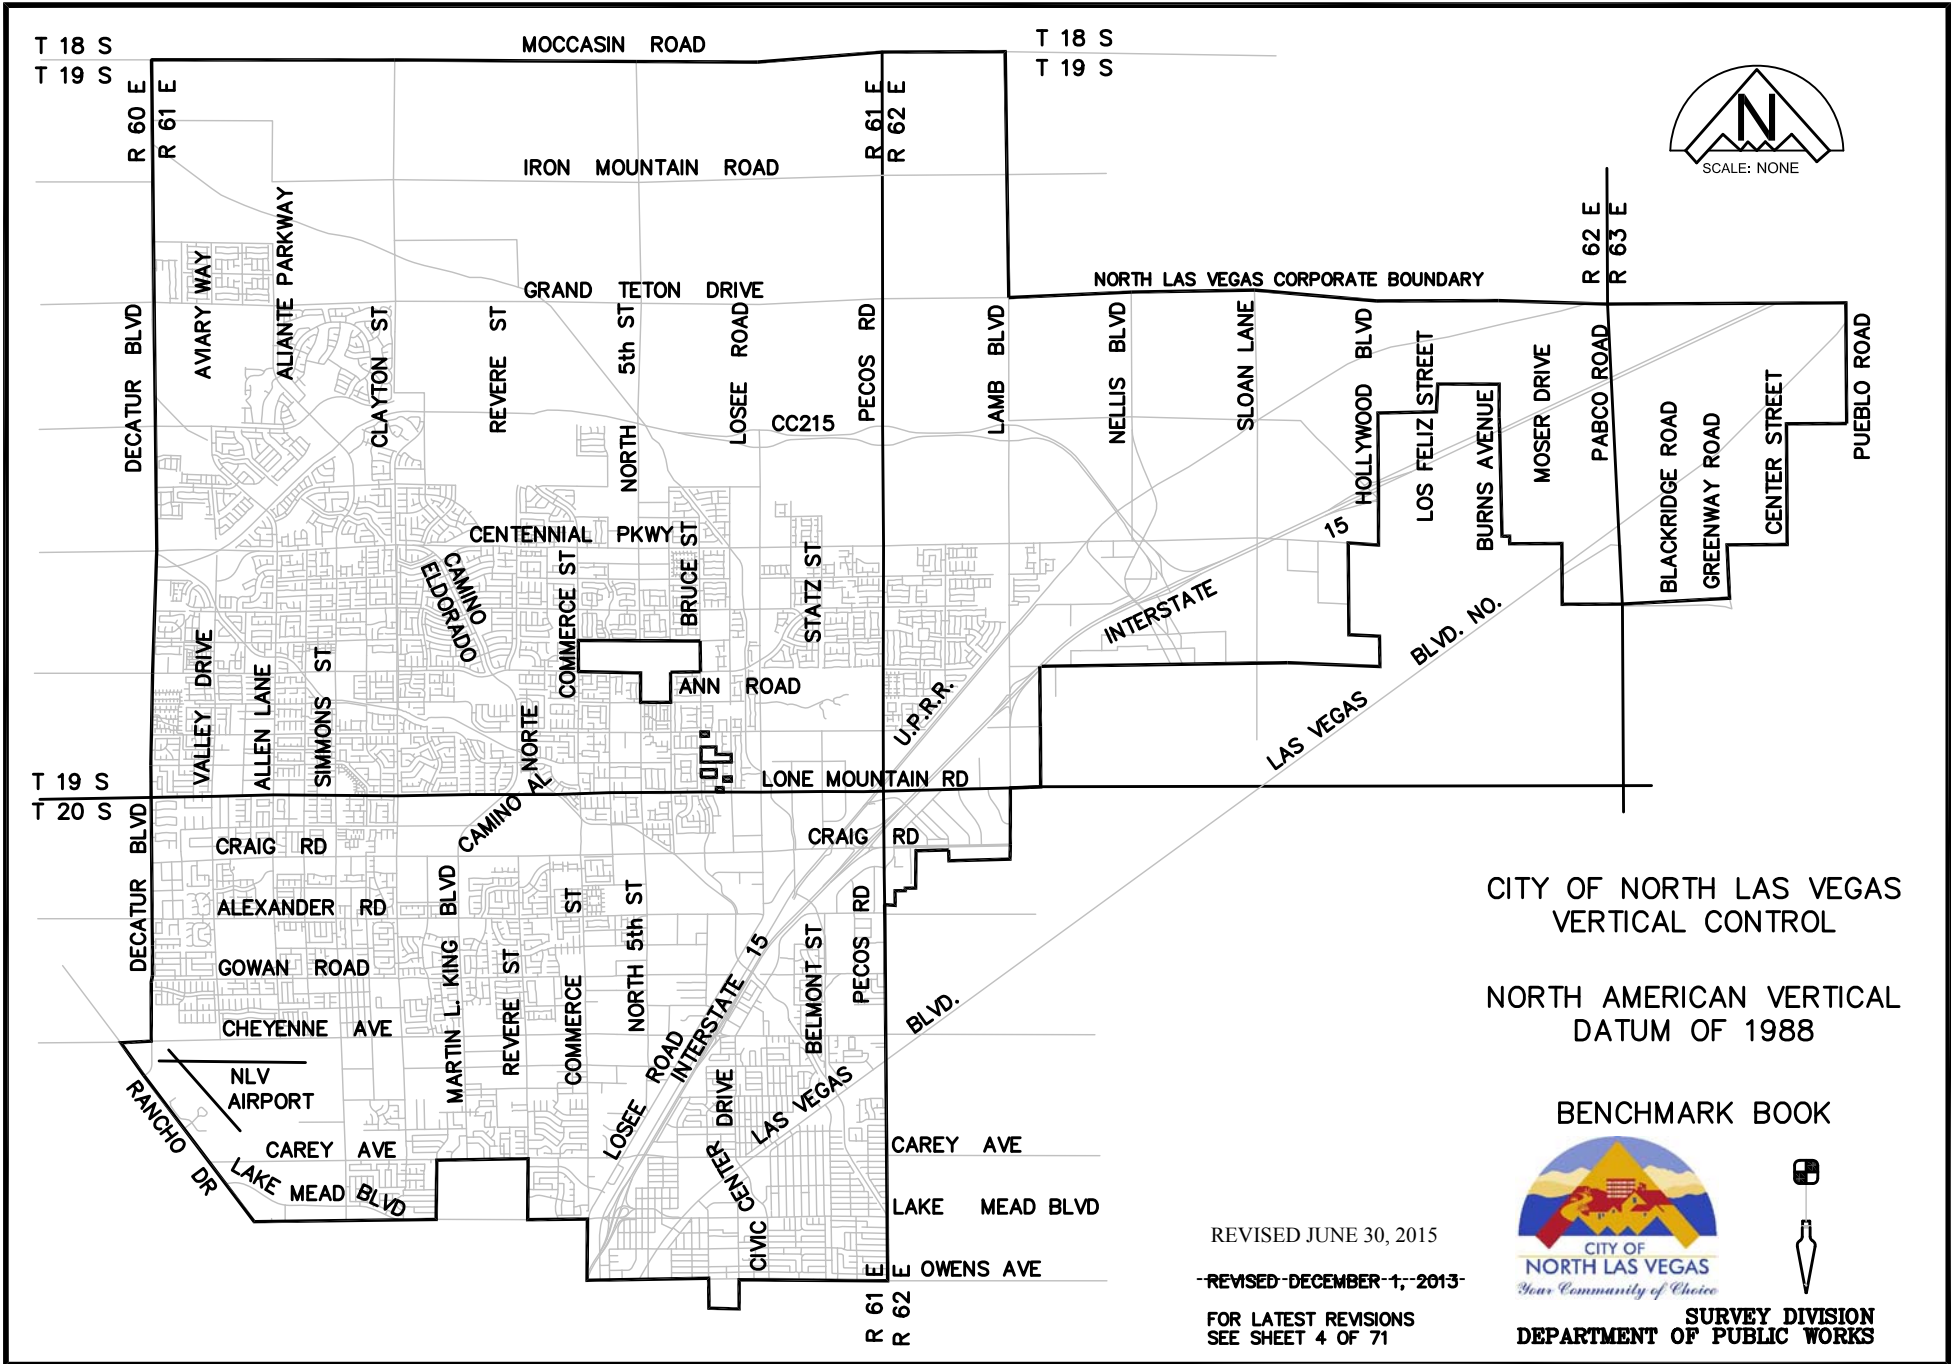 T 18 S
T 19 S
MOCCASIN ROAD
T 18 S
T 19 S
R 60 E
R 61 E
R 61 E
R 62 E
N
SCALE: NONE
IRON MOUNTAIN ROAD
R 62 E
R 63 E
NORTH LAS VEGAS CORPORATE BOUNDARY
GRAND TETON DRIVE
DECATUR BLVD
AVIARY WAY
ALIANTE PARKWAY
CLAYTON ST
REVERE ST
NORTH 5th ST
LOSEE ROAD
CC215
PECOS RD
LAMB BLVD
NELLIS BLVD
SLOAN LANE
HOLLYWOOD BLVD
LOS FELIZ STREET
BURNS AVENUE
MOSER DRIVE
PABCO ROAD
BLACKRIDGE ROAD
GREENWAY ROAD
CENTER STREET
PUEBLO ROAD
CENTENNIAL PKWY
CAMINO
ELDORADO
COMMERCE ST
BRUCE ST
STATZ ST
INTERSTATE 15
LAS VEGAS BLVD. NO.
VALLEY DRIVE
ALLEN LANE
SIMMONS ST
CAMINO AL NORTE
ANN ROAD
U.P.R.R.
LONE MOUNTAIN RD
T 19 S
T 20 S
DECATUR BLVD
CRAIG RD
CRAIG RD
ALEXANDER RD
GOWAN ROAD
CHEYENNE AVE
MARTIN L. KING BLVD
REVERE ST
COMMERCE ST
NORTH 5th ST
LOSEE ROAD
INTERSTATE 15
BELMONT ST
PECOS RD
LAS VEGAS BLVD.
CIVIC CENTER DRIVE
NLV
AIRPORT
RANCHO DR
CAREY AVE
LAKE MEAD BLVD
CAREY AVE
LAKE MEAD BLVD
OWENS AVE
R 61 E
R 62 E
CITY OF NORTH LAS VEGAS
VERTICAL CONTROL
NORTH AMERICAN VERTICAL
DATUM OF 1988
BENCHMARK BOOK
CITY OF
NORTH LAS VEGAS
Your Community of Choice
REVISED JUNE 30, 2015
REVISED DECEMBER 1, 2013
FOR LATEST REVISIONS
SEE SHEET 4 OF 71
SURVEY DIVISION
DEPARTMENT OF PUBLIC WORKS